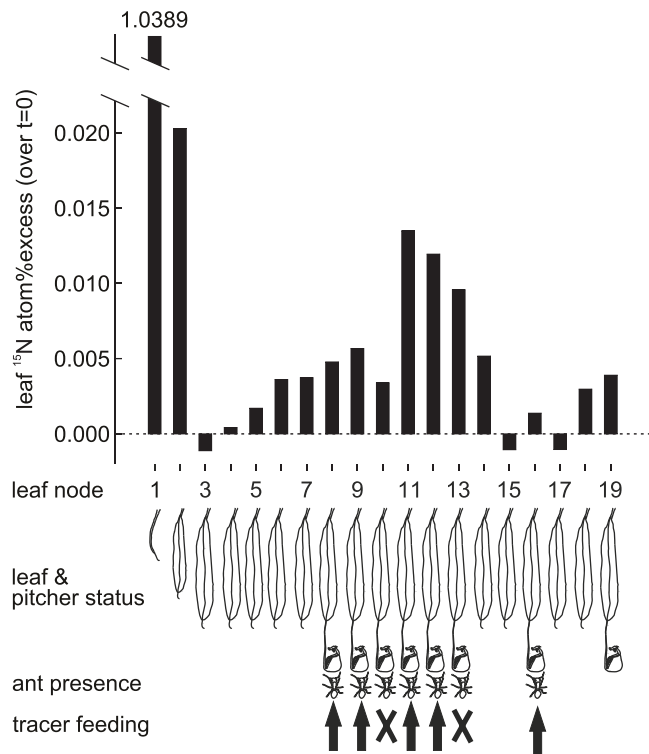 1.0389
leaf ¹⁵N atom%excess (over t=0)
0.020
0.015
0.010
0.005
0.000
leaf node 1 3 5 7 9 11 13 15 17 19
leaf &
pitcher status
ant presence
tracer feeding